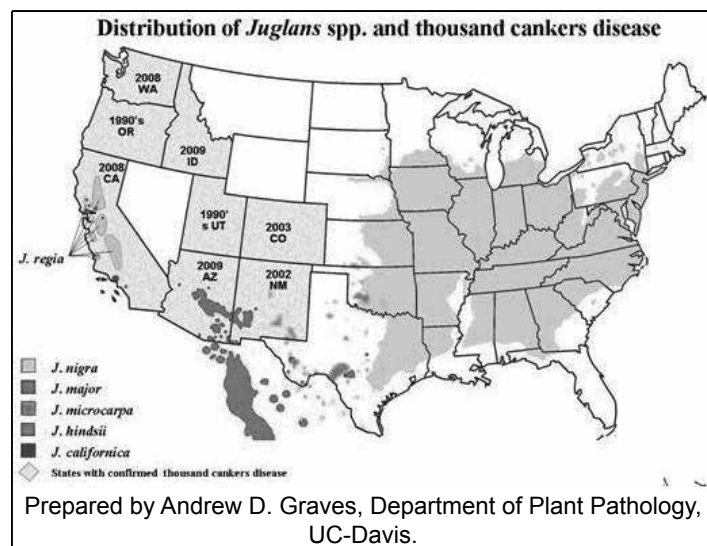 Distribution of Juglans spp. and thousand cankers disease
2008
WA
1990's
OR
2009
ID
2008
CA
1990'
s UT
2003
CO
J. regia
2009
AZ
2002
NM
J. nigra
J. major
J. microcarpa
J. hindsii
J. californica
States with confirmed thousand cankers disease
Prepared by Andrew D. Graves, Department of Plant Pathology,
UC-Davis.